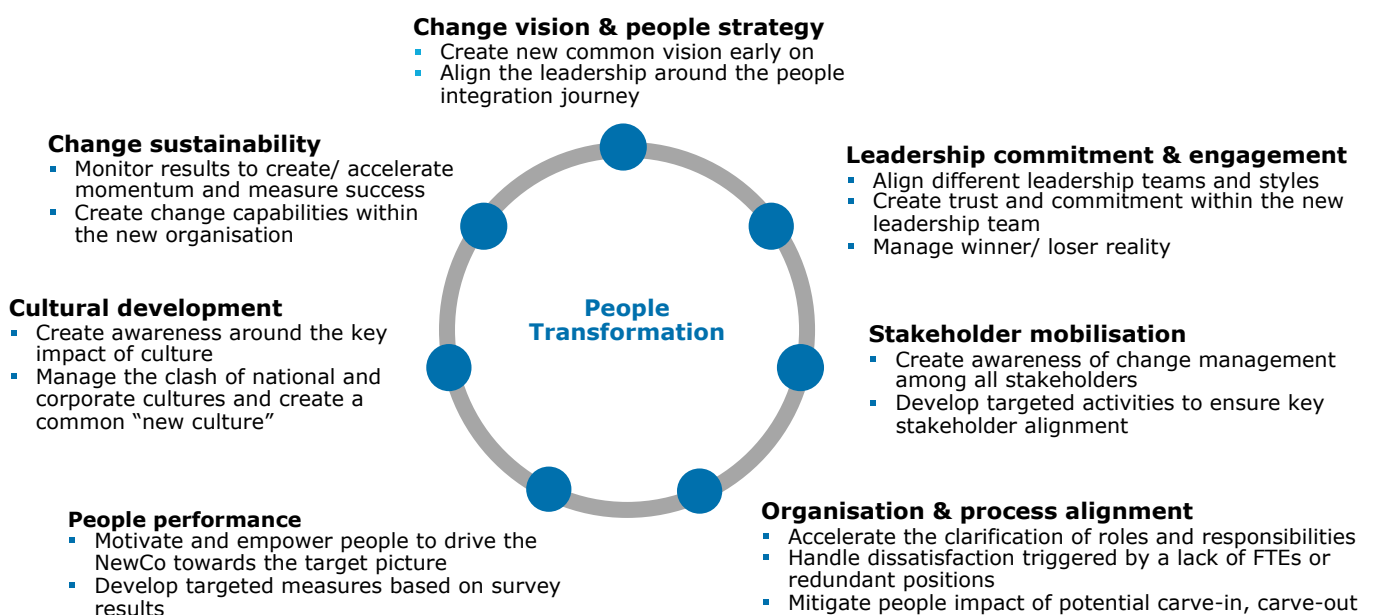 Change vision & people strategy
▪ Create new common vision early on
▪ Align the leadership around the people
integration journey
Change sustainability
▪ Monitor results to create/ accelerate
momentum and measure success
▪ Create change capabilities within
the new organisation
Leadership commitment & engagement
▪ Align different leadership teams and styles
▪ Create trust and commitment within the new
leadership team
▪ Manage winner/ loser reality
Cultural development
▪ Create awareness around the key
impact of culture
▪ Manage the clash of national and
corporate cultures and create a
common “new culture”
People
Transformation
Stakeholder mobilisation
▪ Create awareness of change management
among all stakeholders
▪ Develop targeted activities to ensure key
stakeholder alignment
People performance
▪ Motivate and empower people to drive the
NewCo towards the target picture
▪ Develop targeted measures based on survey
results
Organisation & process alignment
▪ Accelerate the clarification of roles and responsibilities
▪ Handle dissatisfaction triggered by a lack of FTEs or
redundant positions
▪ Mitigate people impact of potential carve-in, carve-out